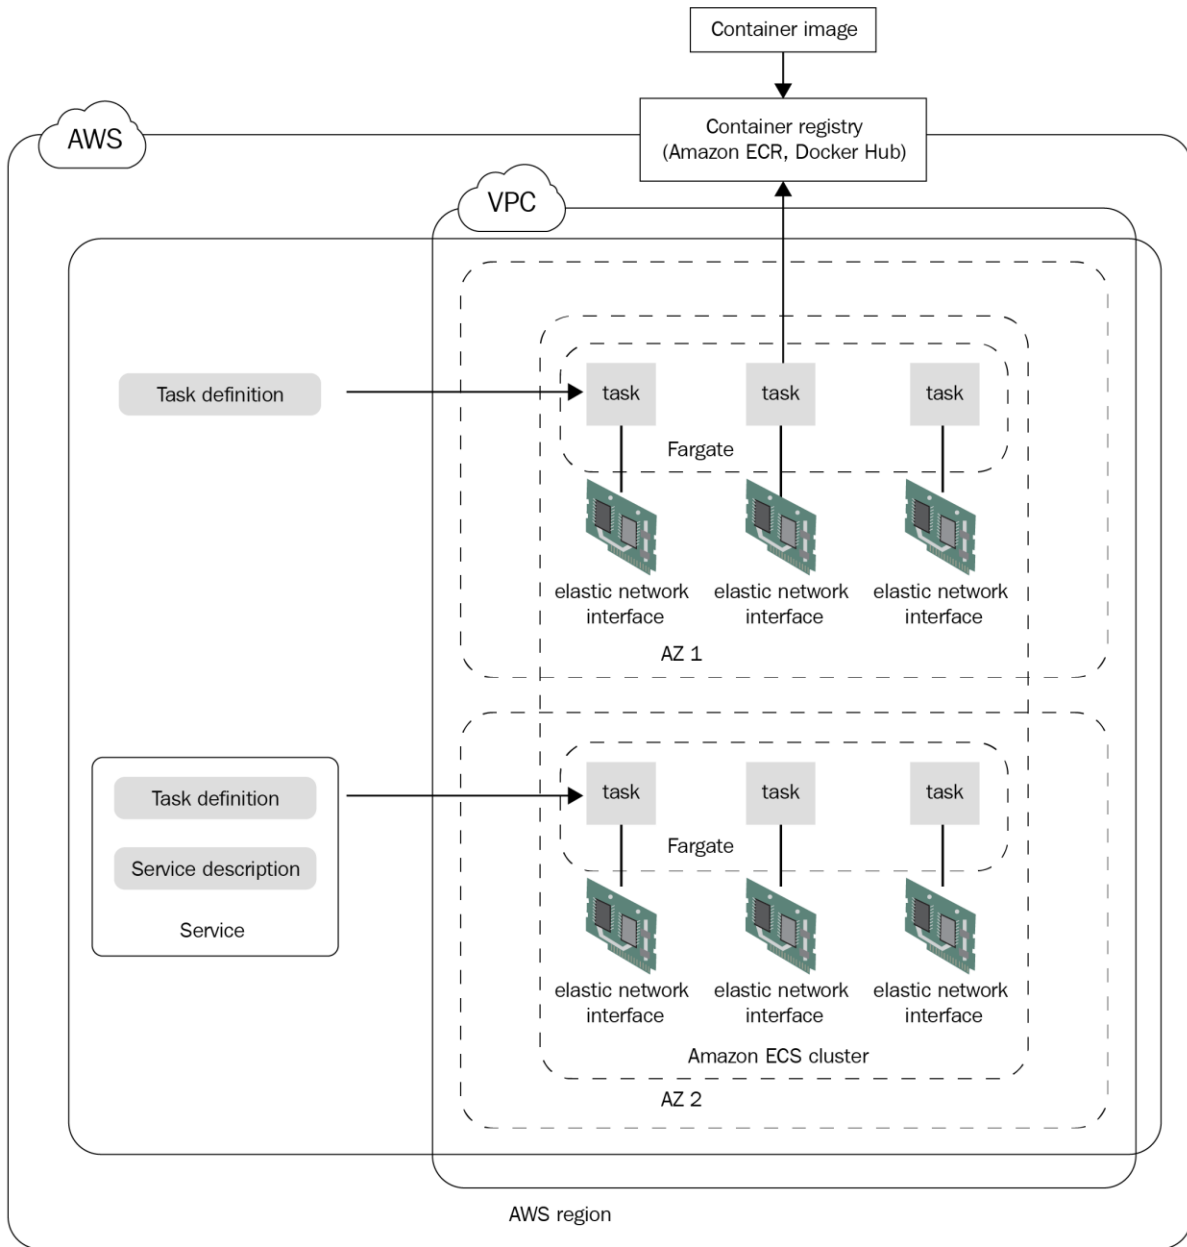 Container image
AWS
Container registry
(Amazon ECR, Docker Hub)
VPC
Task definition
task
task
task
Fargate
elastic network
interface
elastic network
interface
elastic network
interface
AZ 1
Task definition
Service description
Service
task
task
task
Fargate
elastic network
interface
elastic network
interface
elastic network
interface
Amazon ECS cluster
AZ 2
AWS region